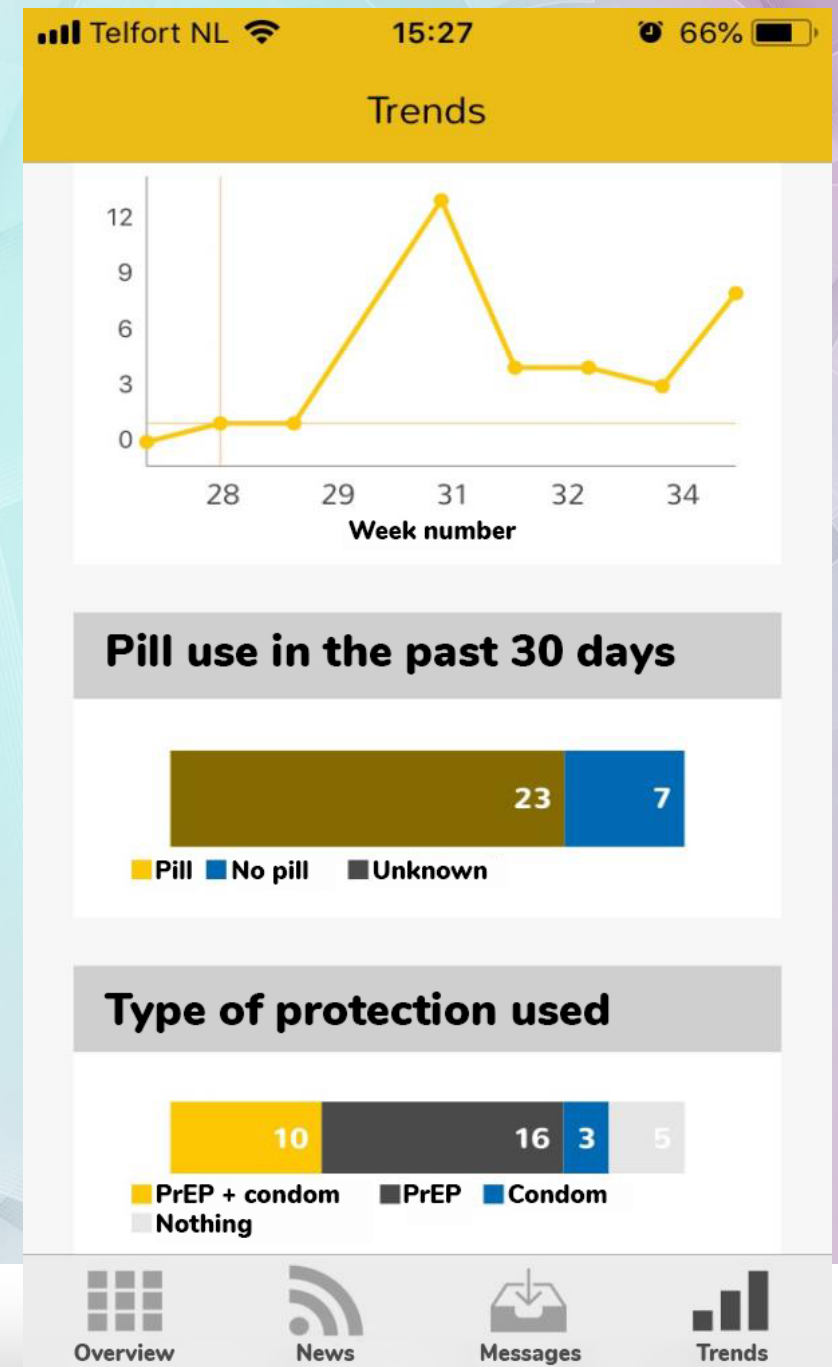 Telfort NL 15:27 66%
Trends
12
9
6
3
0
28 29 31 32 34
Week number
Pill use in the past 30 days
23 7
Pill No pill Unknown
Type of protection used
10 16 3 5
PrEP + condom PrEP Condom
Nothing
Overview News Messages Trends